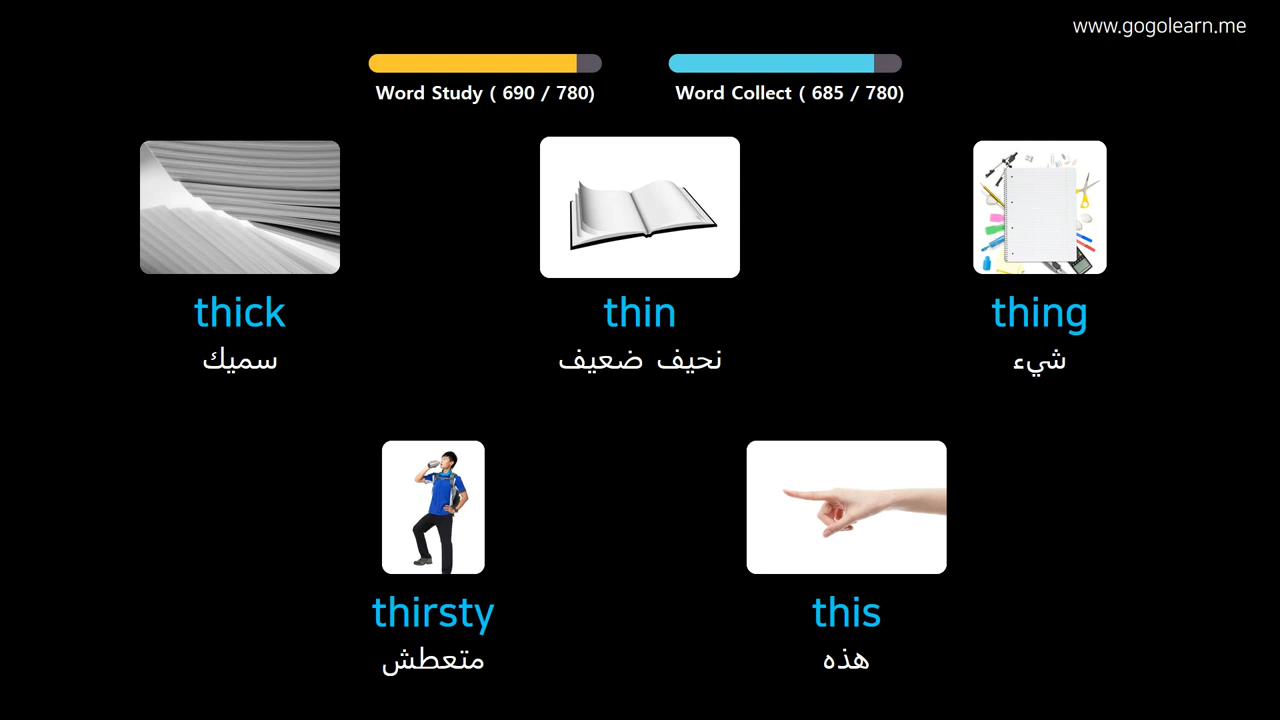 www.gogolearn.me
Word Study ( 690 / 780)
Word Collect ( 685 / 780)
thick
سميك
thin
نحيف ضعيف
thing
شيء
thirsty
متعطش
this
هذه